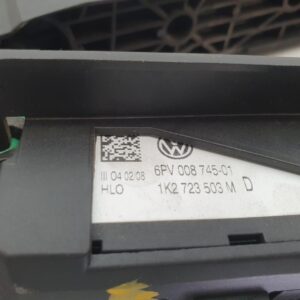 6PV 008 745-01
III 04 02/08
HLO
1K2 723 503 M D